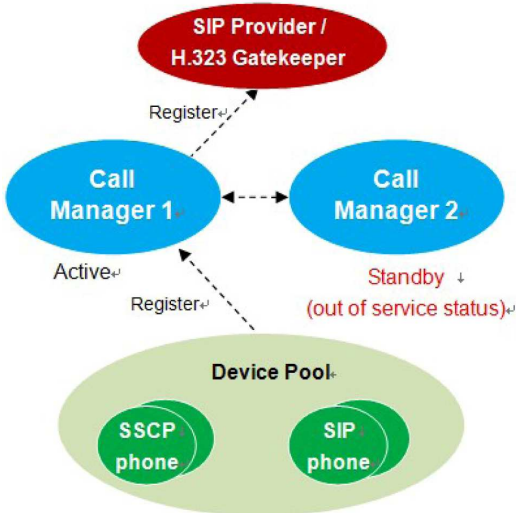 SIP Provider /
H.323 Gatekeeper
Register
Call
Manager 1
Call
Manager 2
Active
Standby ↓
(out of service status)
Register
Device Pool
SSCP
phone
SIP
phone